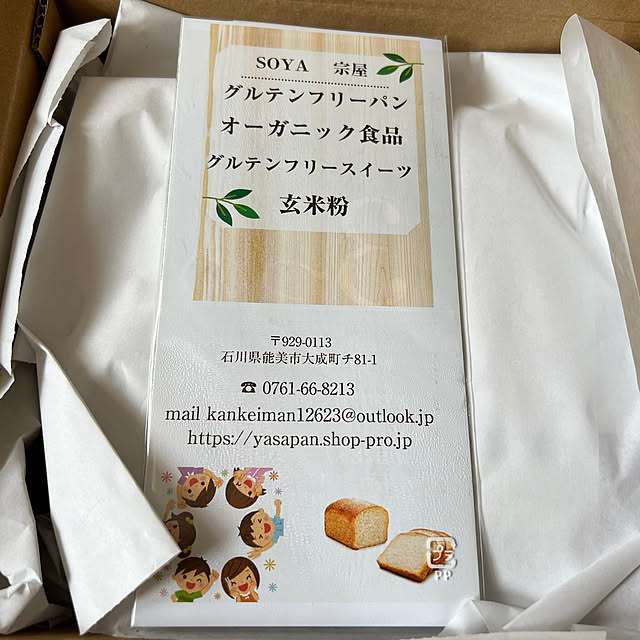 SOYA 宗屋
グルテンフリーパン
オーガニック食品
グルテンフリースイーツ
玄米粉
〒929-0113
石川県能美市大成町チ81-1
☎ 0761-66-8213
mail kankeiman12623@outlook.jp
https://yasapan.shop-pro.jp
プラ
PP